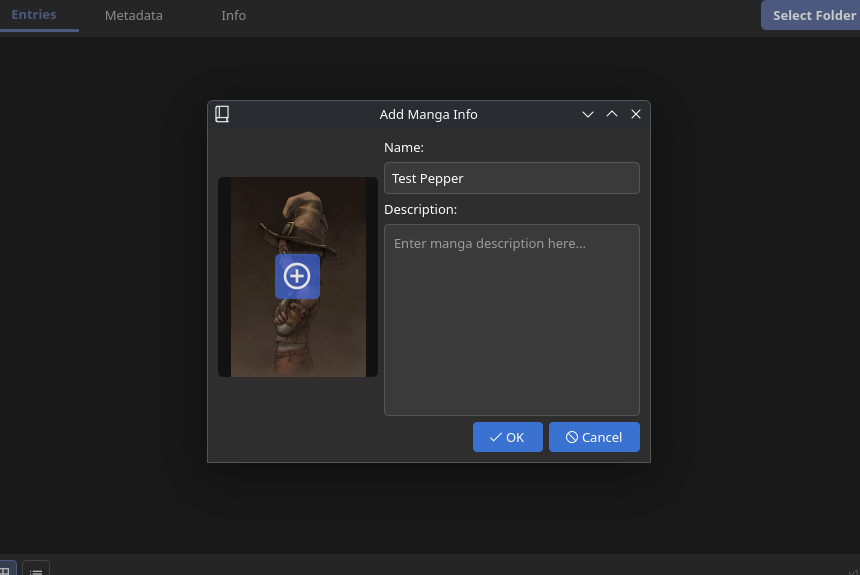 Entries Metadata Info Select Folder
Add Manga Info
Name:
Test Pepper
Description:
Enter manga description here...
OK Cancel